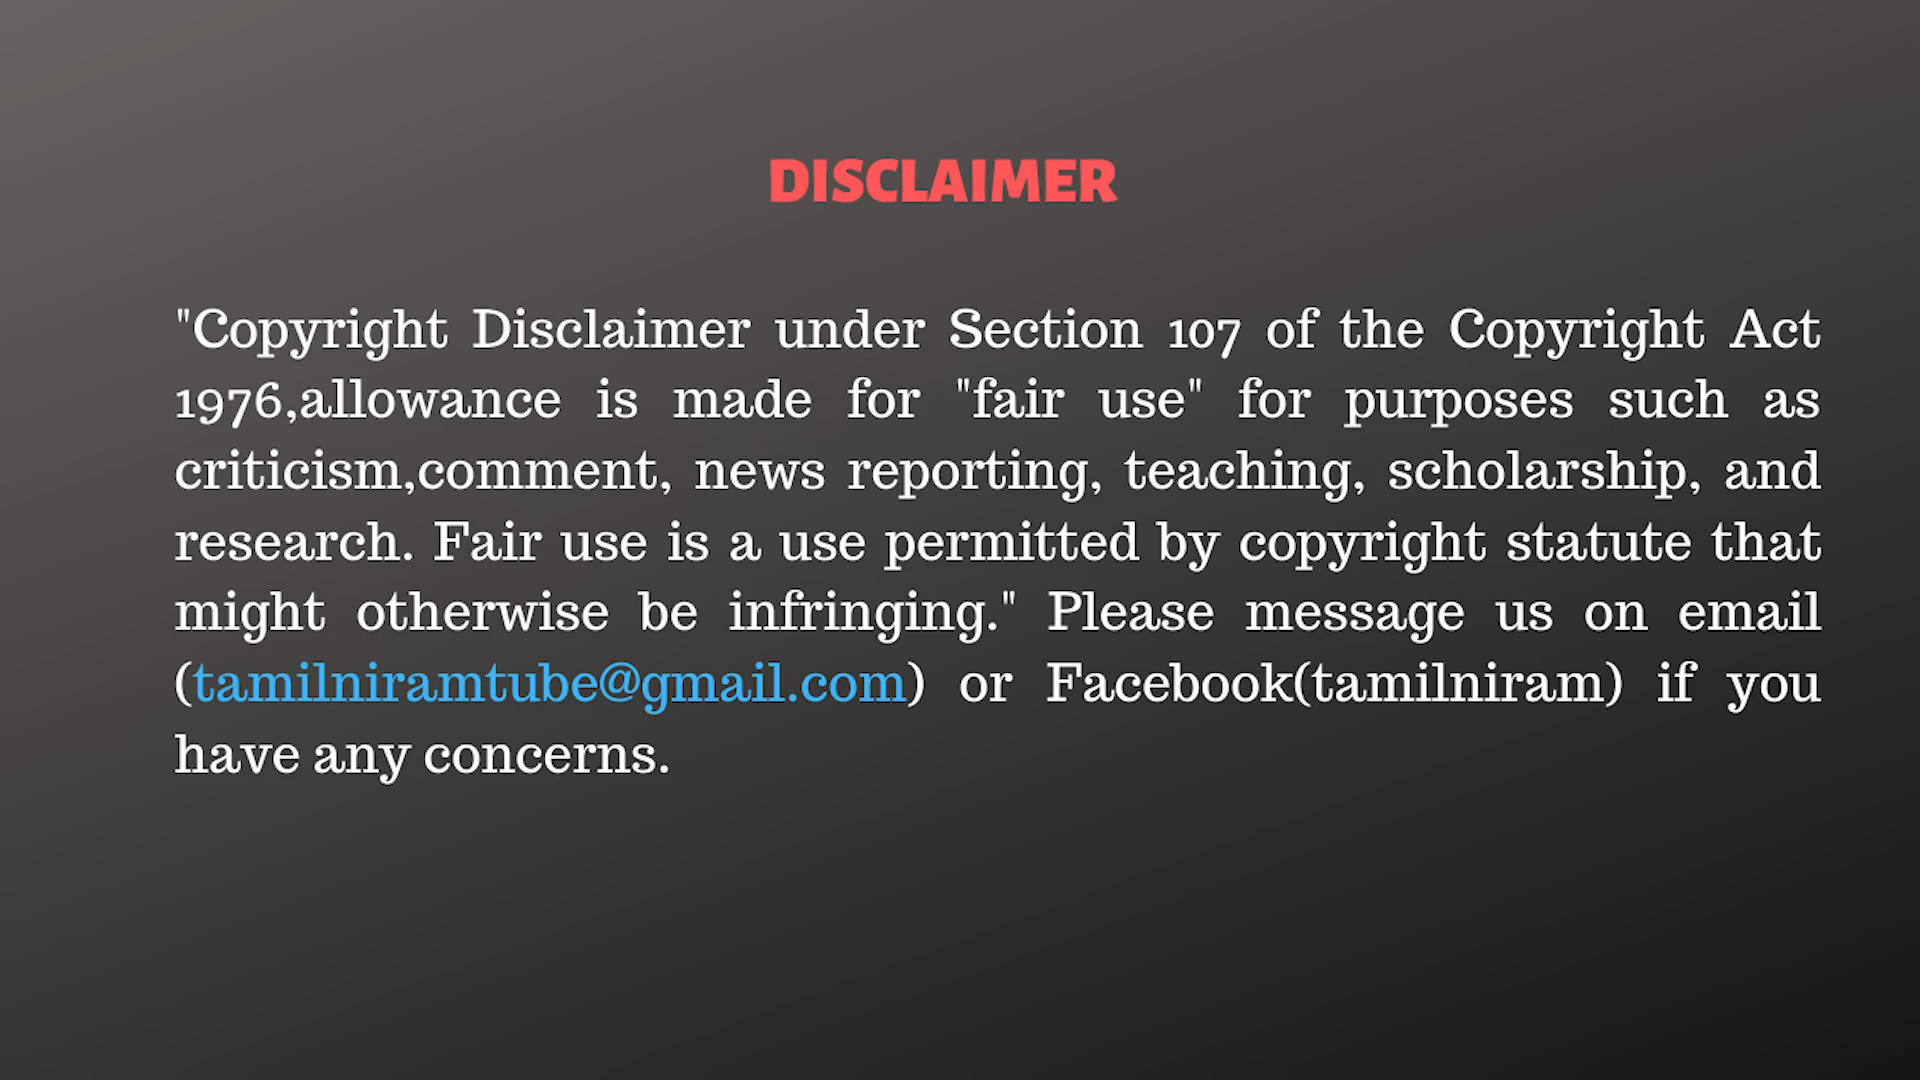 DISCLAIMER
"Copyright Disclaimer under Section 107 of the Copyright Act
1976,allowance is made for "fair use" for purposes such as
criticism,comment, news reporting, teaching, scholarship, and
research. Fair use is a use permitted by copyright statute that
might otherwise be infringing." Please message us on email
(tamilniramtube@gmail.com) or Facebook(tamilniram) if you
have any concerns.